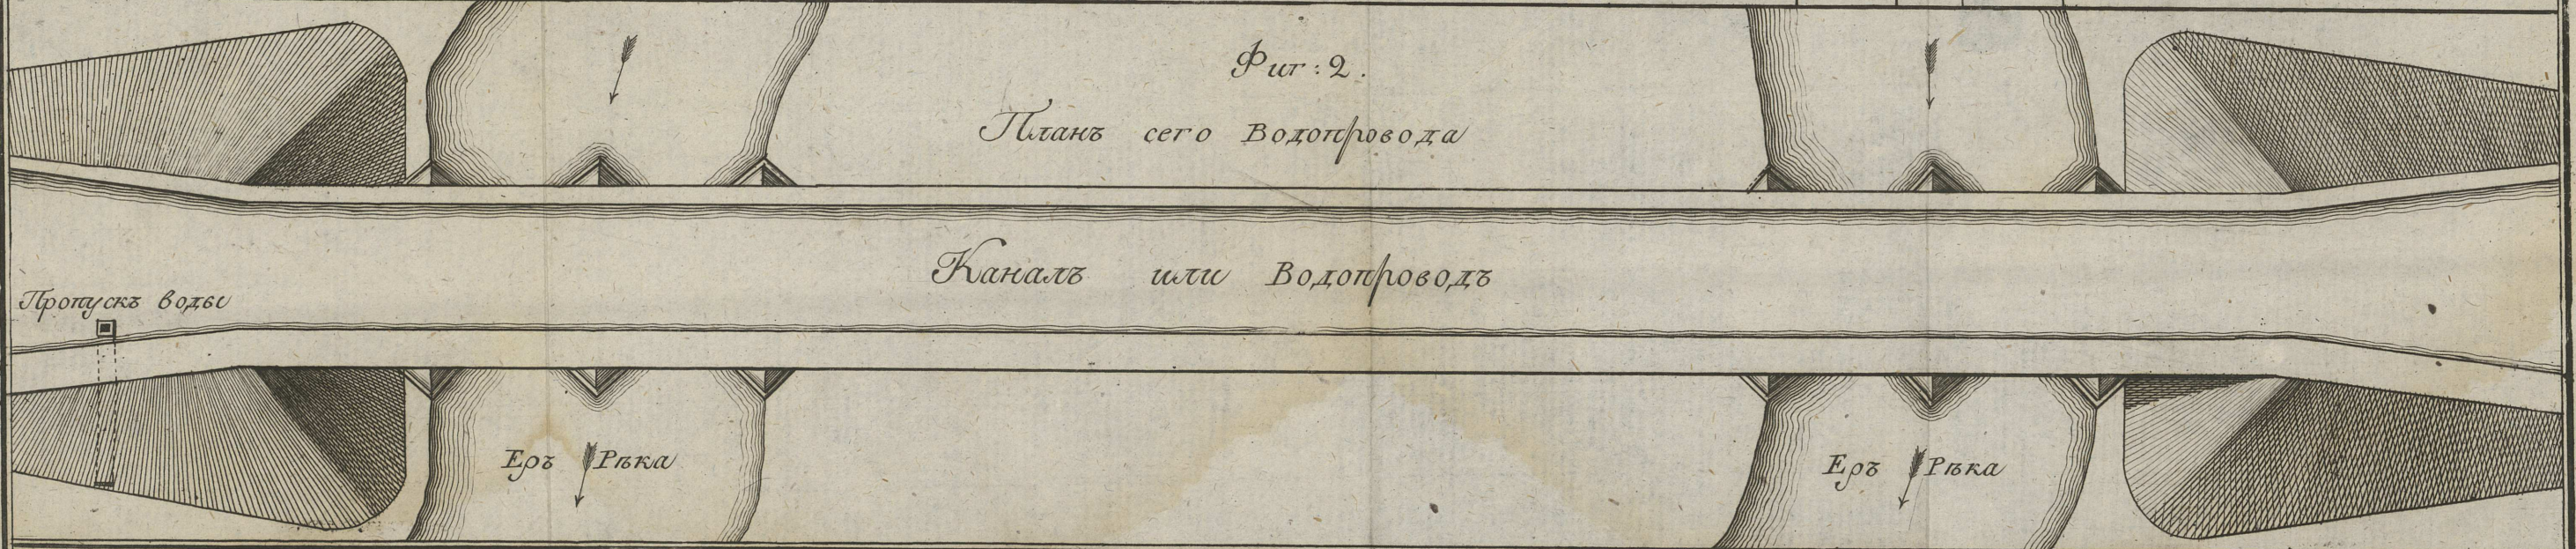 Фиг: 2.
Планъ сего Водопровода
Каналъ или Водопроводъ
Пропускъ воды
Еръ Рѣка
Еръ Рѣка